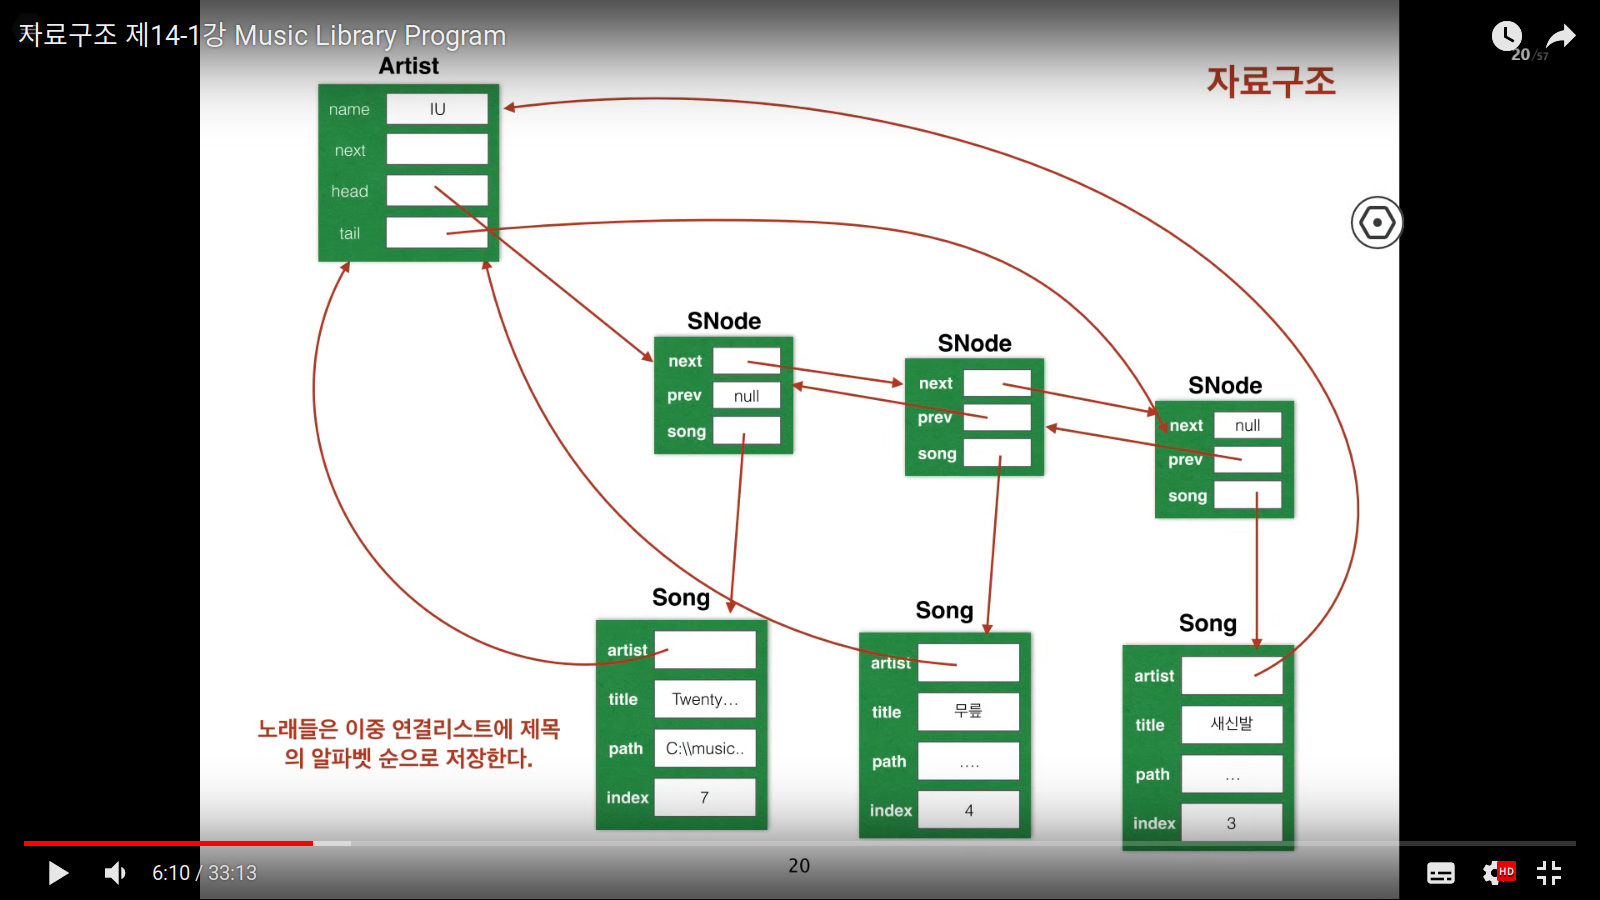 자료구조 제14-1강 Music Library Program
20/57
자료구조
Artist
name IU
next
head
tail
SNode
next
prev null
song
SNode
next
prev
song
SNode
next null
prev
song
Song
artist
title Twenty…
path C:\\music..
index 7
Song
artist
title 무릎
path ....
index 4
Song
artist
title 새신발
path ...
index 3
노래들은 이중 연결리스트에 제목
의 알파벳 순으로 저장한다.
20
6:10 / 33:13
HD